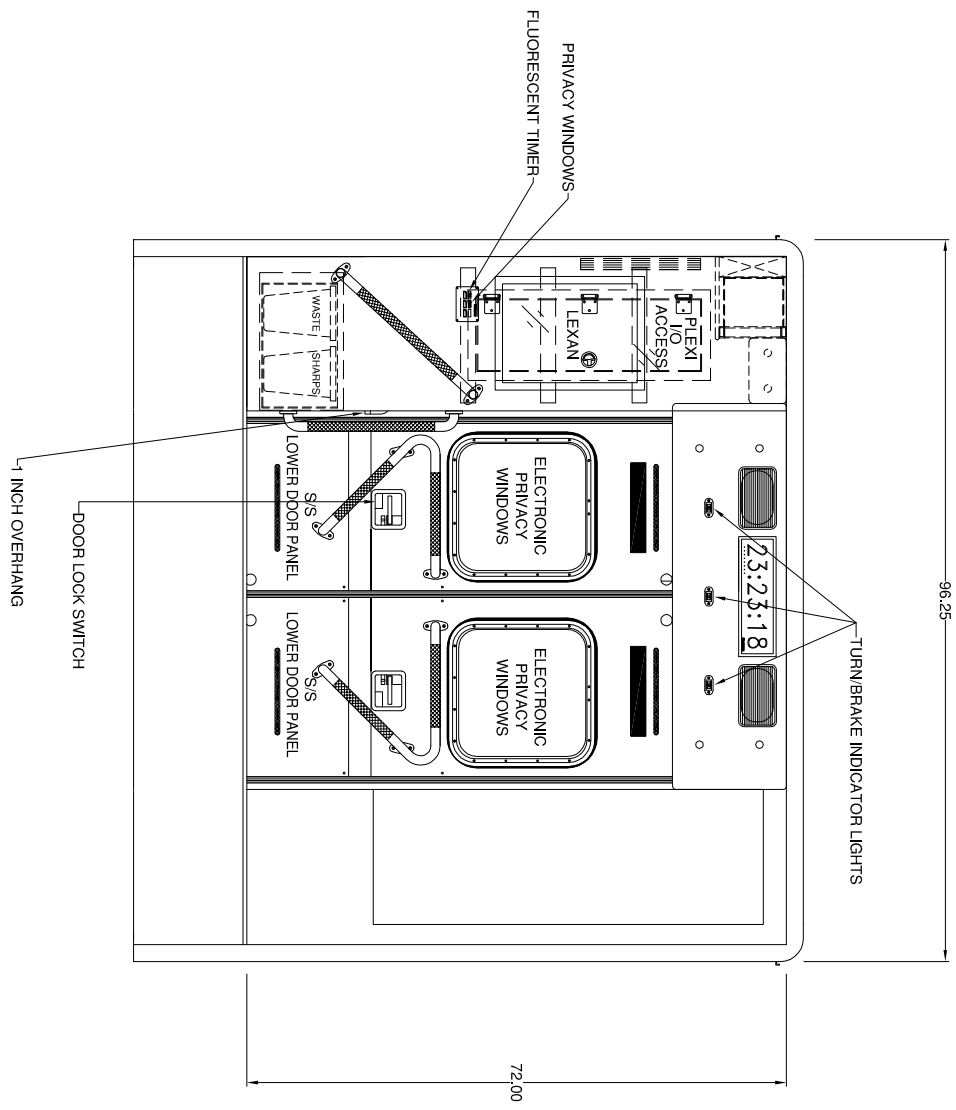 96.25
TURN/BRAKE INDICATOR LIGHTS
23:23:18
PLEXI
I/O
ACCESS
LEXAN
PRIVACY WINDOWS
FLUORESCENT TIMER
ELECTRONIC
PRIVACY
WINDOWS
ELECTRONIC
PRIVACY
WINDOWS
72.00
WASTE
SHARPS
S/S
LOWER DOOR PANEL
S/S
LOWER DOOR PANEL
DOOR LOCK SWITCH
1 INCH OVERHANG